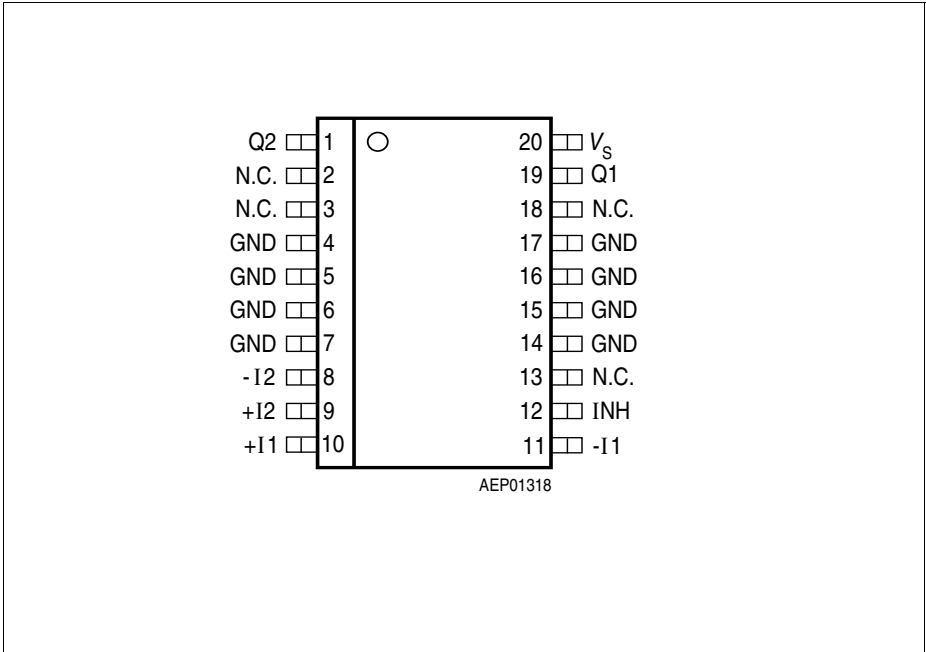 Q2 1 20 VS
N.C. 2 19 Q1
N.C. 3 18 N.C.
GND 4 17 GND
GND 5 16 GND
GND 6 15 GND
GND 7 14 GND
-I2 8 13 N.C.
+I2 9 12 INH
+I1 10 11 -I1
AEP01318